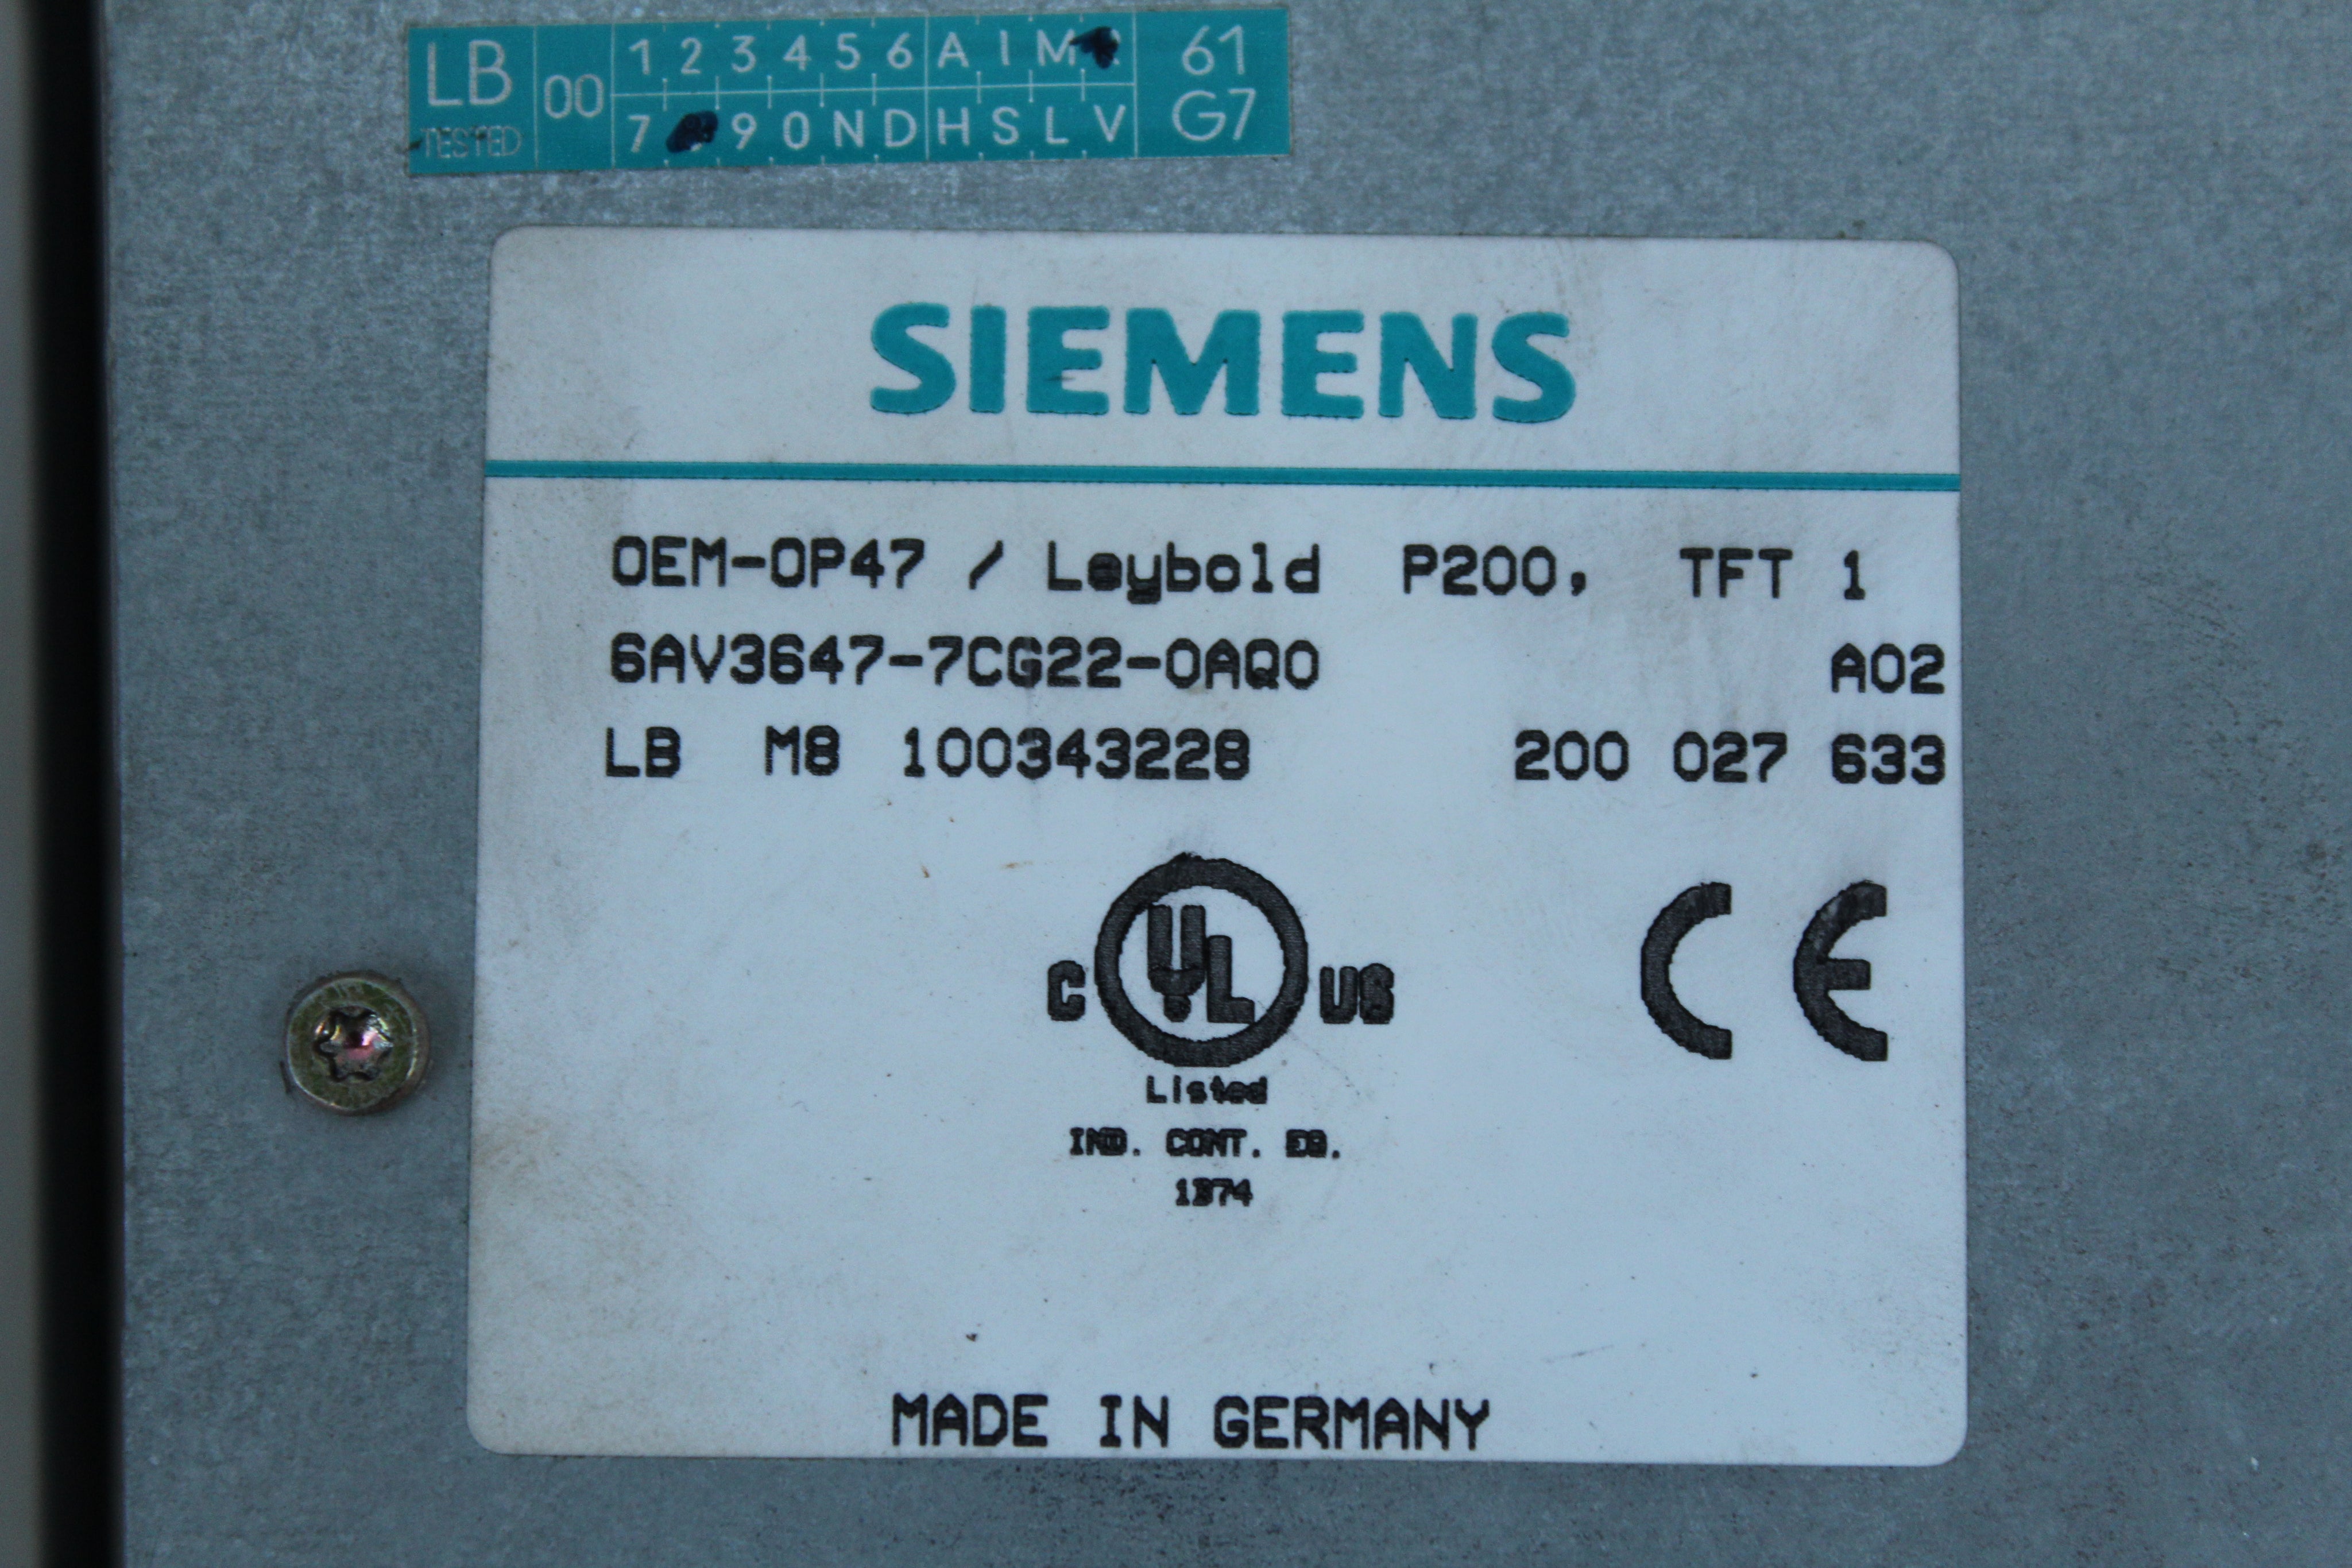 LB 00 1 2 3 4 5 6 A I M 61
TESTED 7 9 0 N D H S L V G7
SIEMENS
OEM-OP47 / Leybold P200, TFT 1
6AV3647-7CG22-0AQ0 A02
LB M8 100343228 200 027 633
C UL US CE
Listed
IND. CONT. EQ.
MADE IN GERMANY